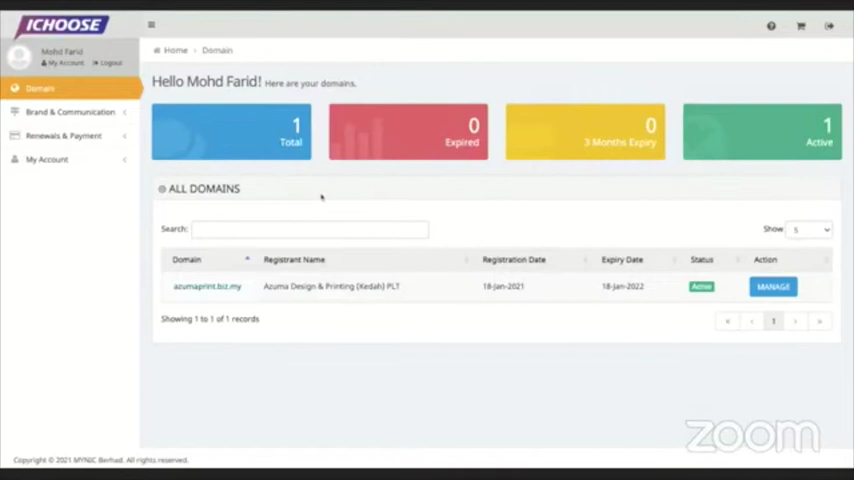 ICHOOSE
Mohd Farid
My Account Logout
Home > Domain
Hello Mohd Farid! Here are your domains.
Domain
Brand & Communication
Renewals & Payment
My Account
1
Total
0
Expired
0
3 Months Expiry
1
Active
ALL DOMAINS
Search:
Show 5
Domain Registrant Name Registration Date Expiry Date Status Action
azumaprint.biz.my Azuma Design & Printing (Kedah) PLT 18-Jan-2021 18-Jan-2022 Active MANAGE
Showing 1 to 1 of 1 records
« ‹ 1 › »
zoom
Copyright © 2021 MYNIC Berhad. All rights reserved.